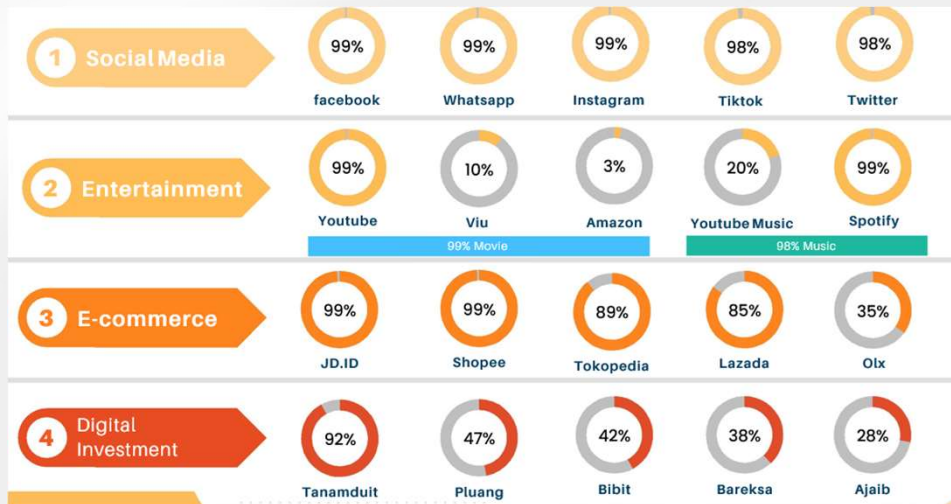 1 Social Media
99% 99% 99% 98% 98%
facebook Whatsapp Instagram Tiktok Twitter
2 Entertainment
99% 10% 3% 20% 99%
Youtube Viu Amazon Youtube Music Spotify
99% Movie 98% Music
3 E-commerce
99% 99% 89% 85% 35%
JD.ID Shopee Tokopedia Lazada Olx
4 Digital
Investment
92% 47% 42% 38% 28%
Tanamduit Pluang Bibit Bareksa Ajaib